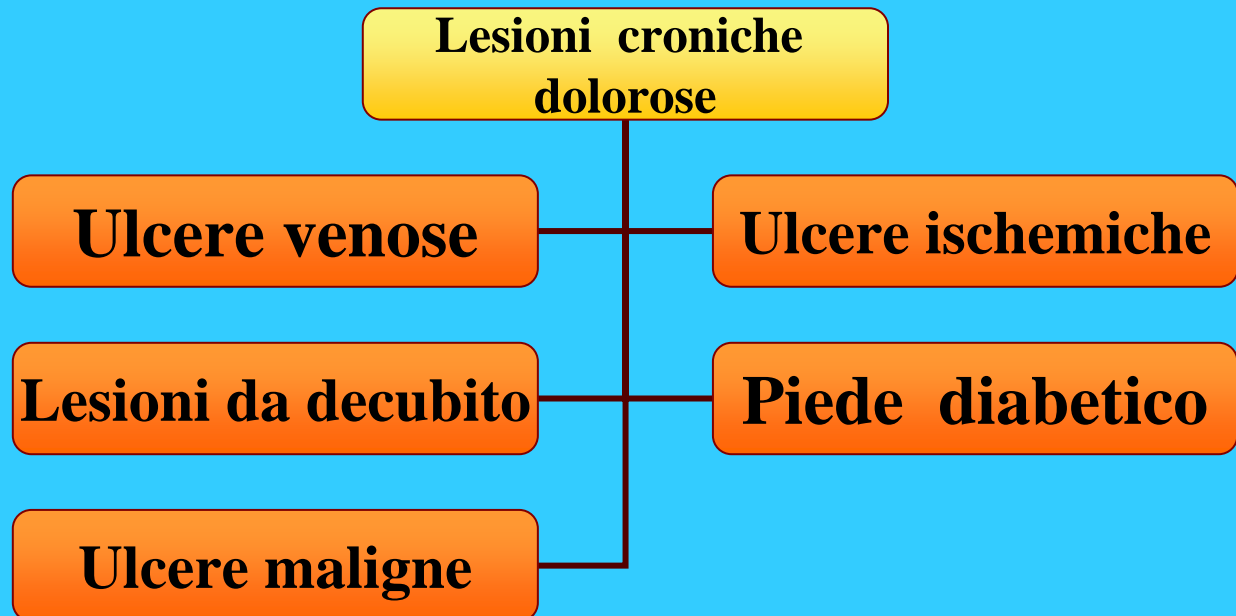 Lesioni croniche
dolorose
Ulcere venose
Ulcere ischemiche
Lesioni da decubito
Piede diabetico
Ulcere maligne